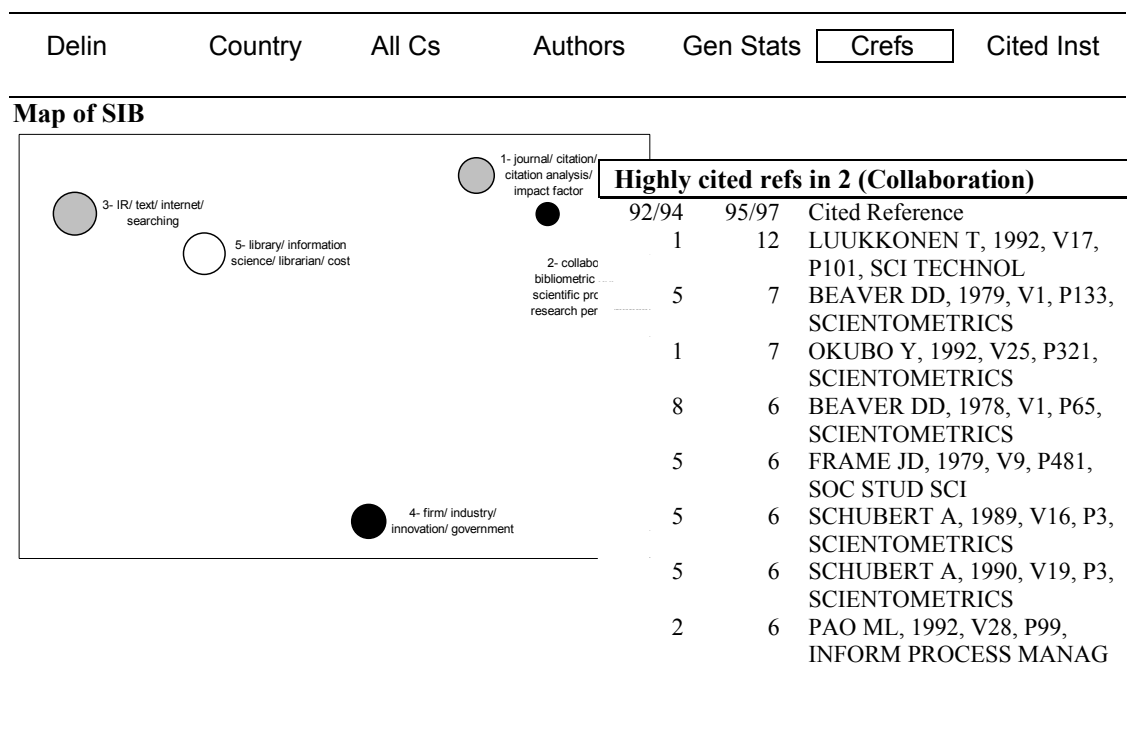 Delin Country All Cs Authors Gen Stats Crefs Cited Inst
Map of SIB
1- journal/ citation/
citation analysis/
impact factor
3- IR/ text/ internet/
searching
5- library/ information
science/ librarian/ cost
2- collabo
bibliometric
scientific pro
research per
4- firm/ industry/
innovation/ government
Highly cited refs in 2 (Collaboration)
92/94 95/97 Cited Reference
1 12 LUUKKONEN T, 1992, V17,
P101, SCI TECHNOL
5 7 BEAVER DD, 1979, V1, P133,
SCIENTOMETRICS
1 7 OKUBO Y, 1992, V25, P321,
SCIENTOMETRICS
8 6 BEAVER DD, 1978, V1, P65,
SCIENTOMETRICS
5 6 FRAME JD, 1979, V9, P481,
SOC STUD SCI
5 6 SCHUBERT A, 1989, V16, P3,
SCIENTOMETRICS
5 6 SCHUBERT A, 1990, V19, P3,
SCIENTOMETRICS
2 6 PAO ML, 1992, V28, P99,
INFORM PROCESS MANAG